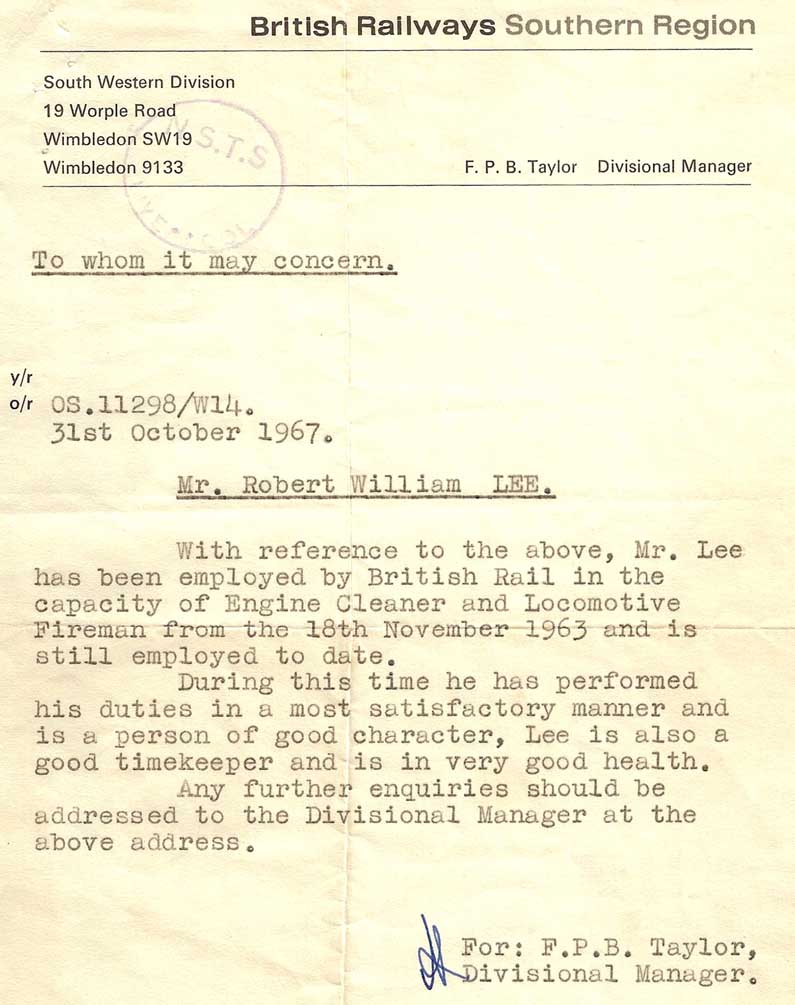 British Railways Southern Region
South Western Division
19 Worple Road
Wimbledon SW19
Wimbledon 9133
F. P. B. Taylor Divisional Manager
N.S.T.S
To whom it may concern.
y/r
o/r OS.11298/W14.
31st October 1967.
Mr. Robert William LEE.
With reference to the above, Mr. Lee
has been employed by British Rail in the
capacity of Engine Cleaner and Locomotive
Fireman from the 18th November 1963 and is
still employed to date.
During this time he has performed
his duties in a most satisfactory manner and
is a person of good character, Lee is also a
good timekeeper and is in very good health.
Any further enquiries should be
addressed to the Divisional Manager at the
above address.
For: F.P.B. Taylor,
Divisional Manager.